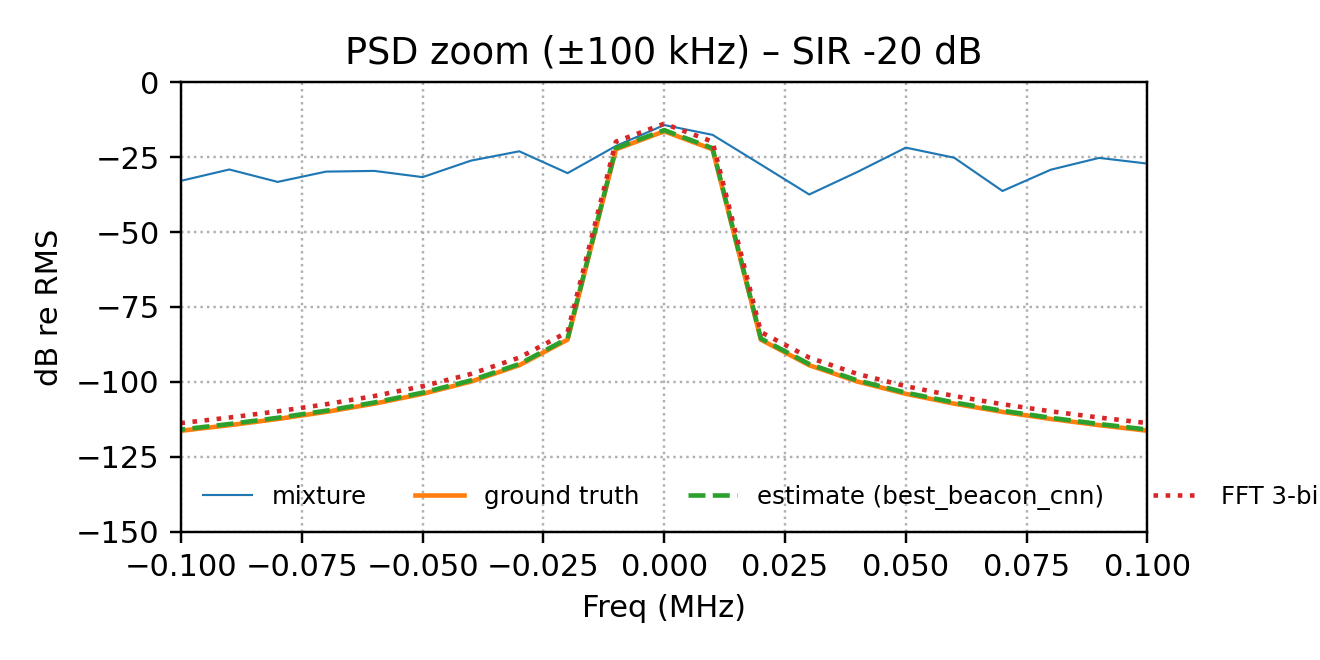 PSD zoom (±100 kHz) – SIR -20 dB
0
−25
−50
−75
−100
−125
−150
dB re RMS
mixture ground truth estimate (best_beacon_cnn) FFT 3-bi
−0.100 −0.075 −0.050 −0.025 0.000 0.025 0.050 0.075 0.100
Freq (MHz)